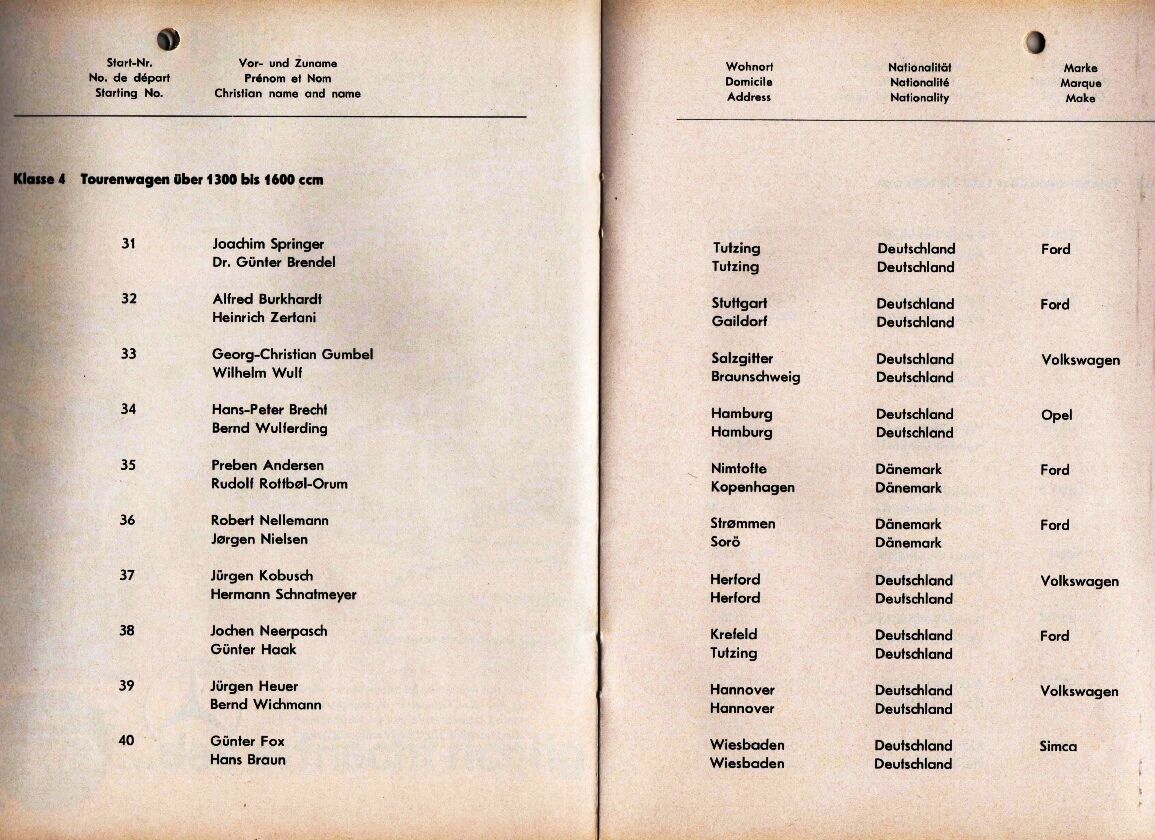 Start-Nr. Vor- und Zuname
No. de départ Prénom et Nom
Starting No. Christian name and name
Klasse 4 Tourenwagen über 1300 bis 1600 ccm
31 Joachim Springer
Dr. Günter Brendel
32 Alfred Burkhardt
Heinrich Zertani
33 Georg-Christian Gumbel
Wilhelm Wulf
34 Hans-Peter Brecht
Bernd Wulferding
35 Preben Andersen
Rudolf Rottbøl-Orum
36 Robert Nellemann
Jørgen Nielsen
37 Jürgen Kobusch
Hermann Schnatmeyer
38 Jochen Neerpasch
Günter Haak
39 Jürgen Heuer
Bernd Wichmann
40 Günter Fox
Hans Braun
Wohnort Nationalität Marke
Domicile Nationalité Marque
Address Nationality Make
Tutzing Deutschland Ford
Tutzing Deutschland
Stuttgart Deutschland Ford
Gaildorf Deutschland
Salzgitter Deutschland Volkswagen
Braunschweig Deutschland
Hamburg Deutschland Opel
Hamburg Deutschland
Nimtofte Dänemark Ford
Kopenhagen Dänemark
Strømmen Dänemark Ford
Sorö Dänemark
Herford Deutschland Volkswagen
Herford Deutschland
Krefeld Deutschland Ford
Tutzing Deutschland
Hannover Deutschland Volkswagen
Hannover Deutschland
Wiesbaden Deutschland Simca
Wiesbaden Deutschland